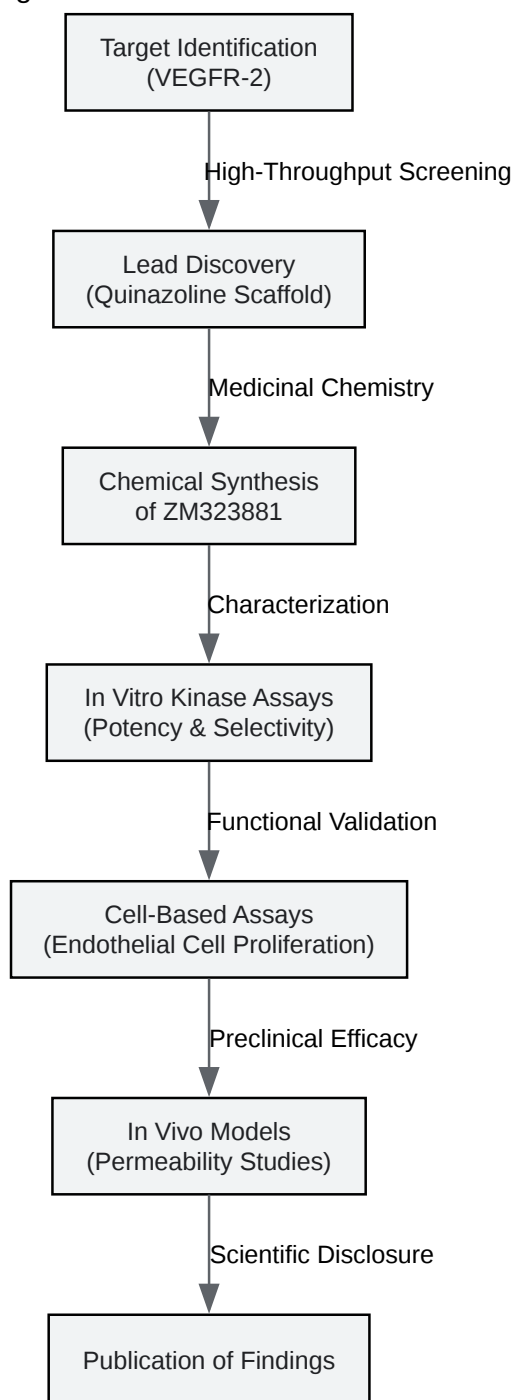 Target Identification
(VEGFR-2)
High-Throughput Screening
Lead Discovery
(Quinazoline Scaffold)
Medicinal Chemistry
Chemical Synthesis
of ZM323881
Characterization
In Vitro Kinase Assays
(Potency & Selectivity)
Functional Validation
Cell-Based Assays
(Endothelial Cell Proliferation)
Preclinical Efficacy
In Vivo Models
(Permeability Studies)
Scientific Disclosure
Publication of Findings